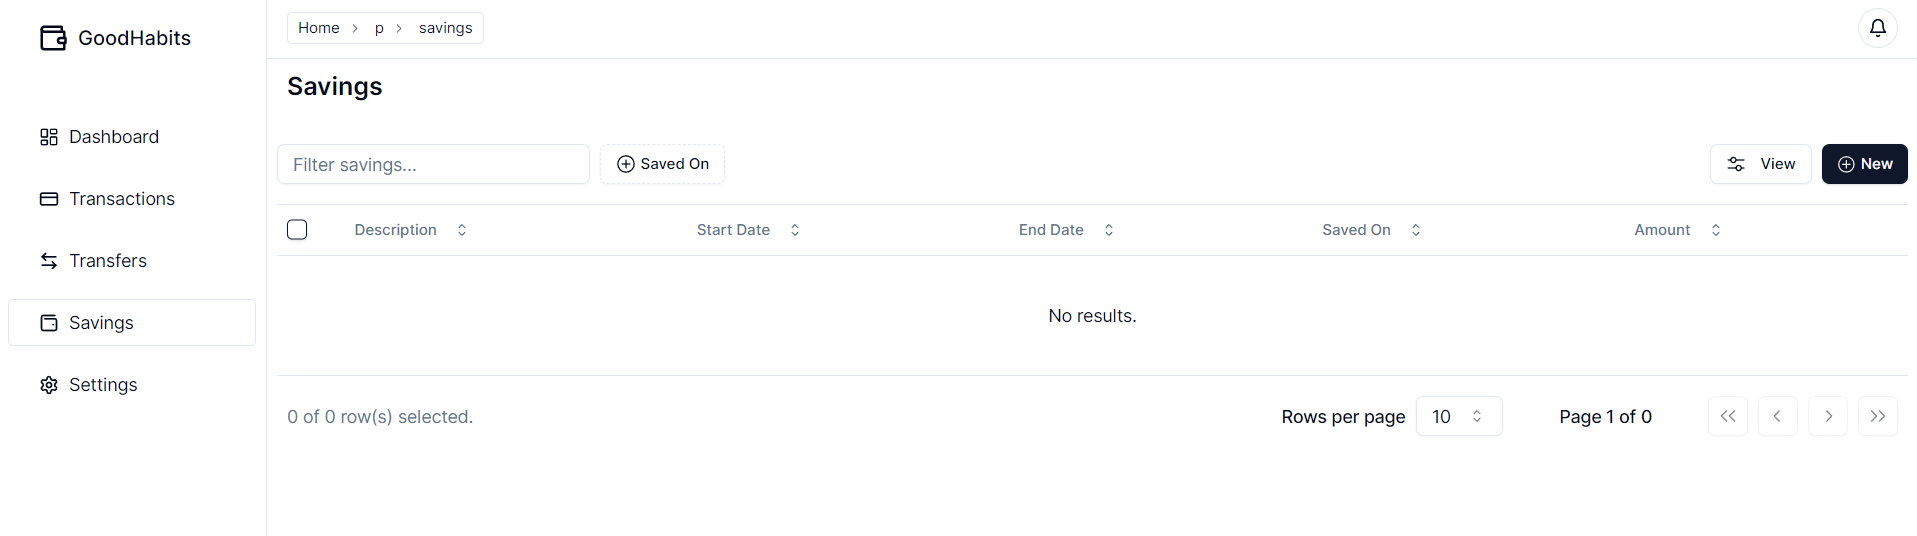 GoodHabits
Home p savings
Savings
Dashboard
Transactions
Transfers
Savings
Settings
Filter savings... Saved On View New
Description Start Date End Date Saved On Amount
No results.
0 of 0 row(s) selected. Rows per page 10 Page 1 of 0